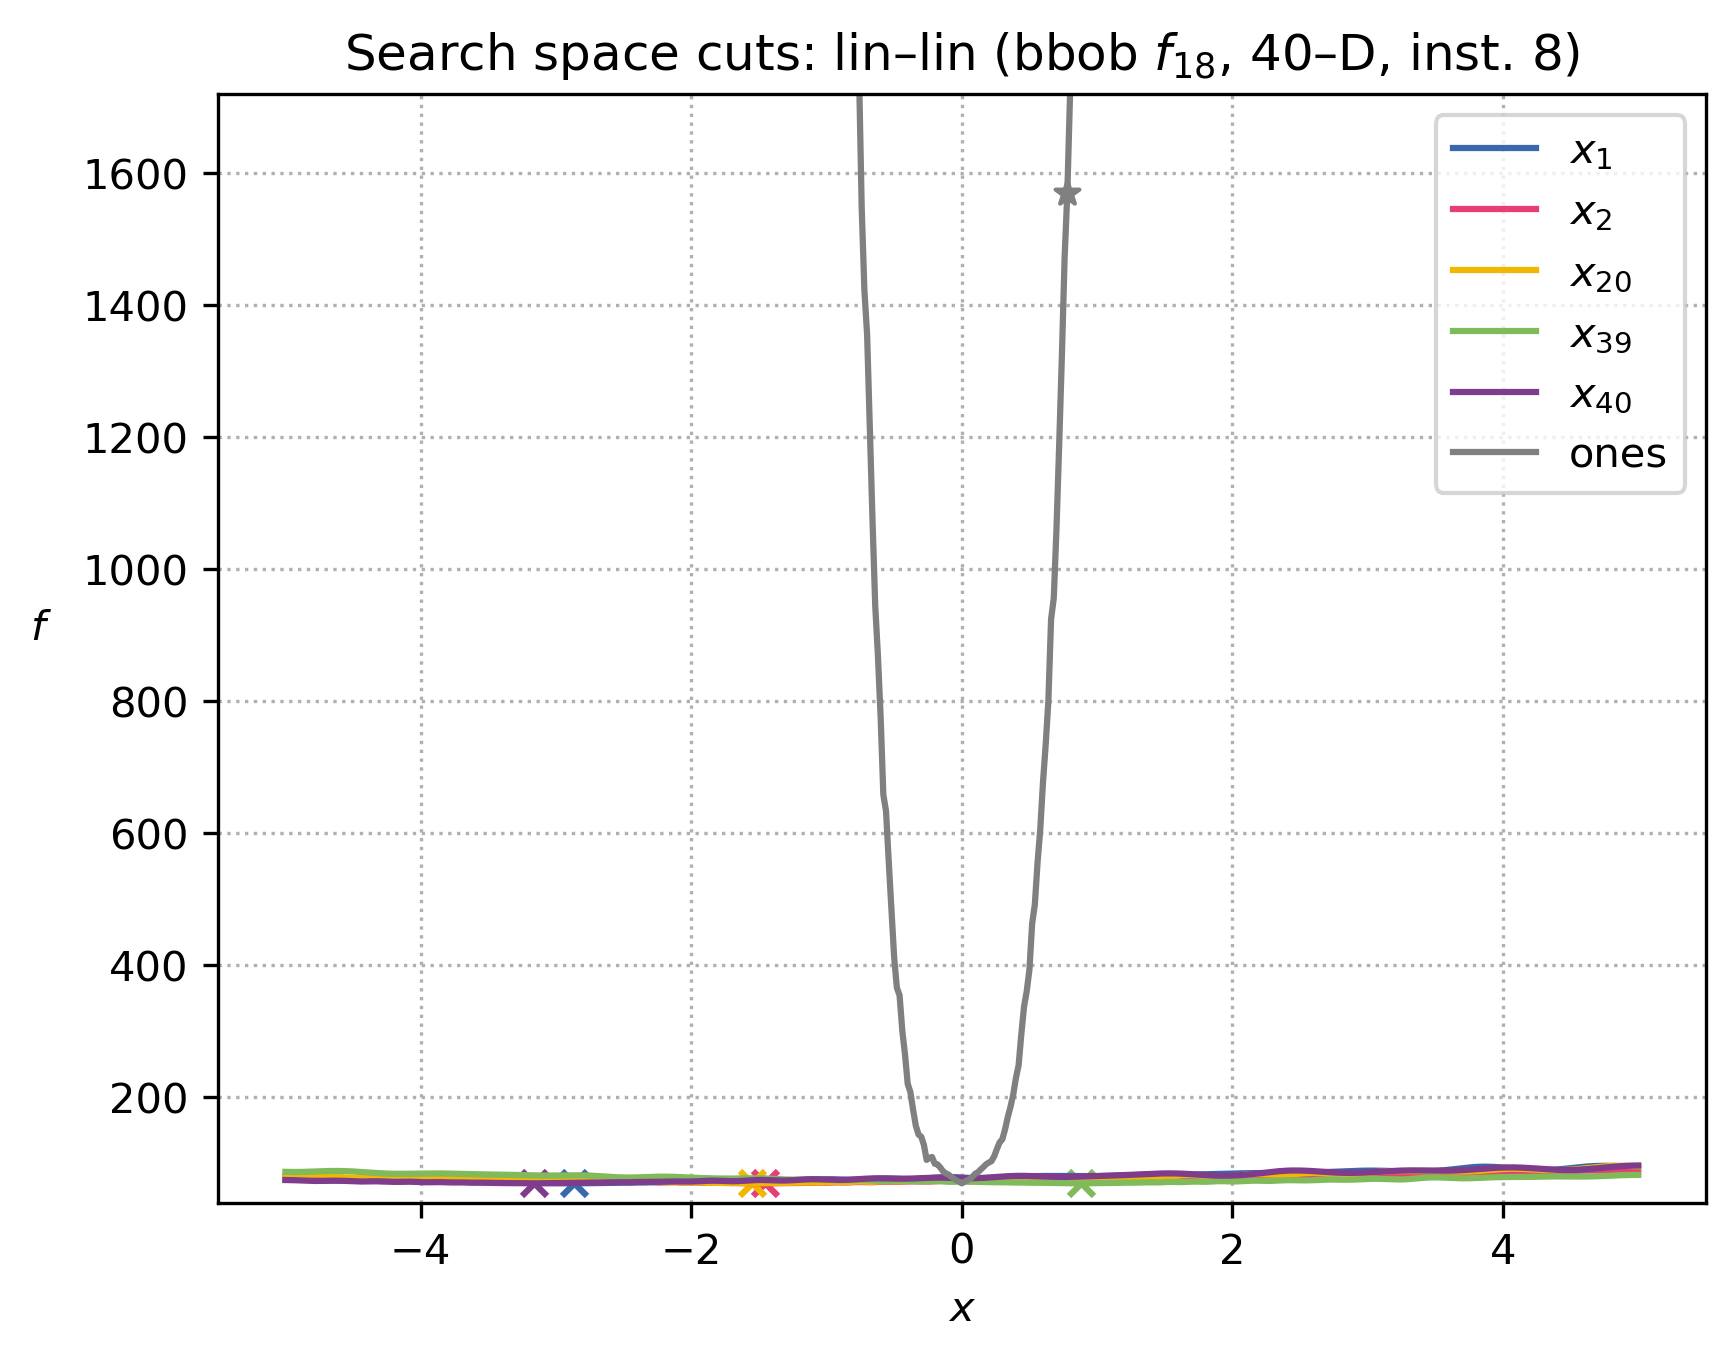 Search space cuts: lin–lin (bbob f₁₈, 40–D, inst. 8)
1600
1400
1200
1000
800
600
400
200
f
−4
−2
0
2
4
x
x₁
x₂
x₂₀
x₃₉
x₄₀
ones